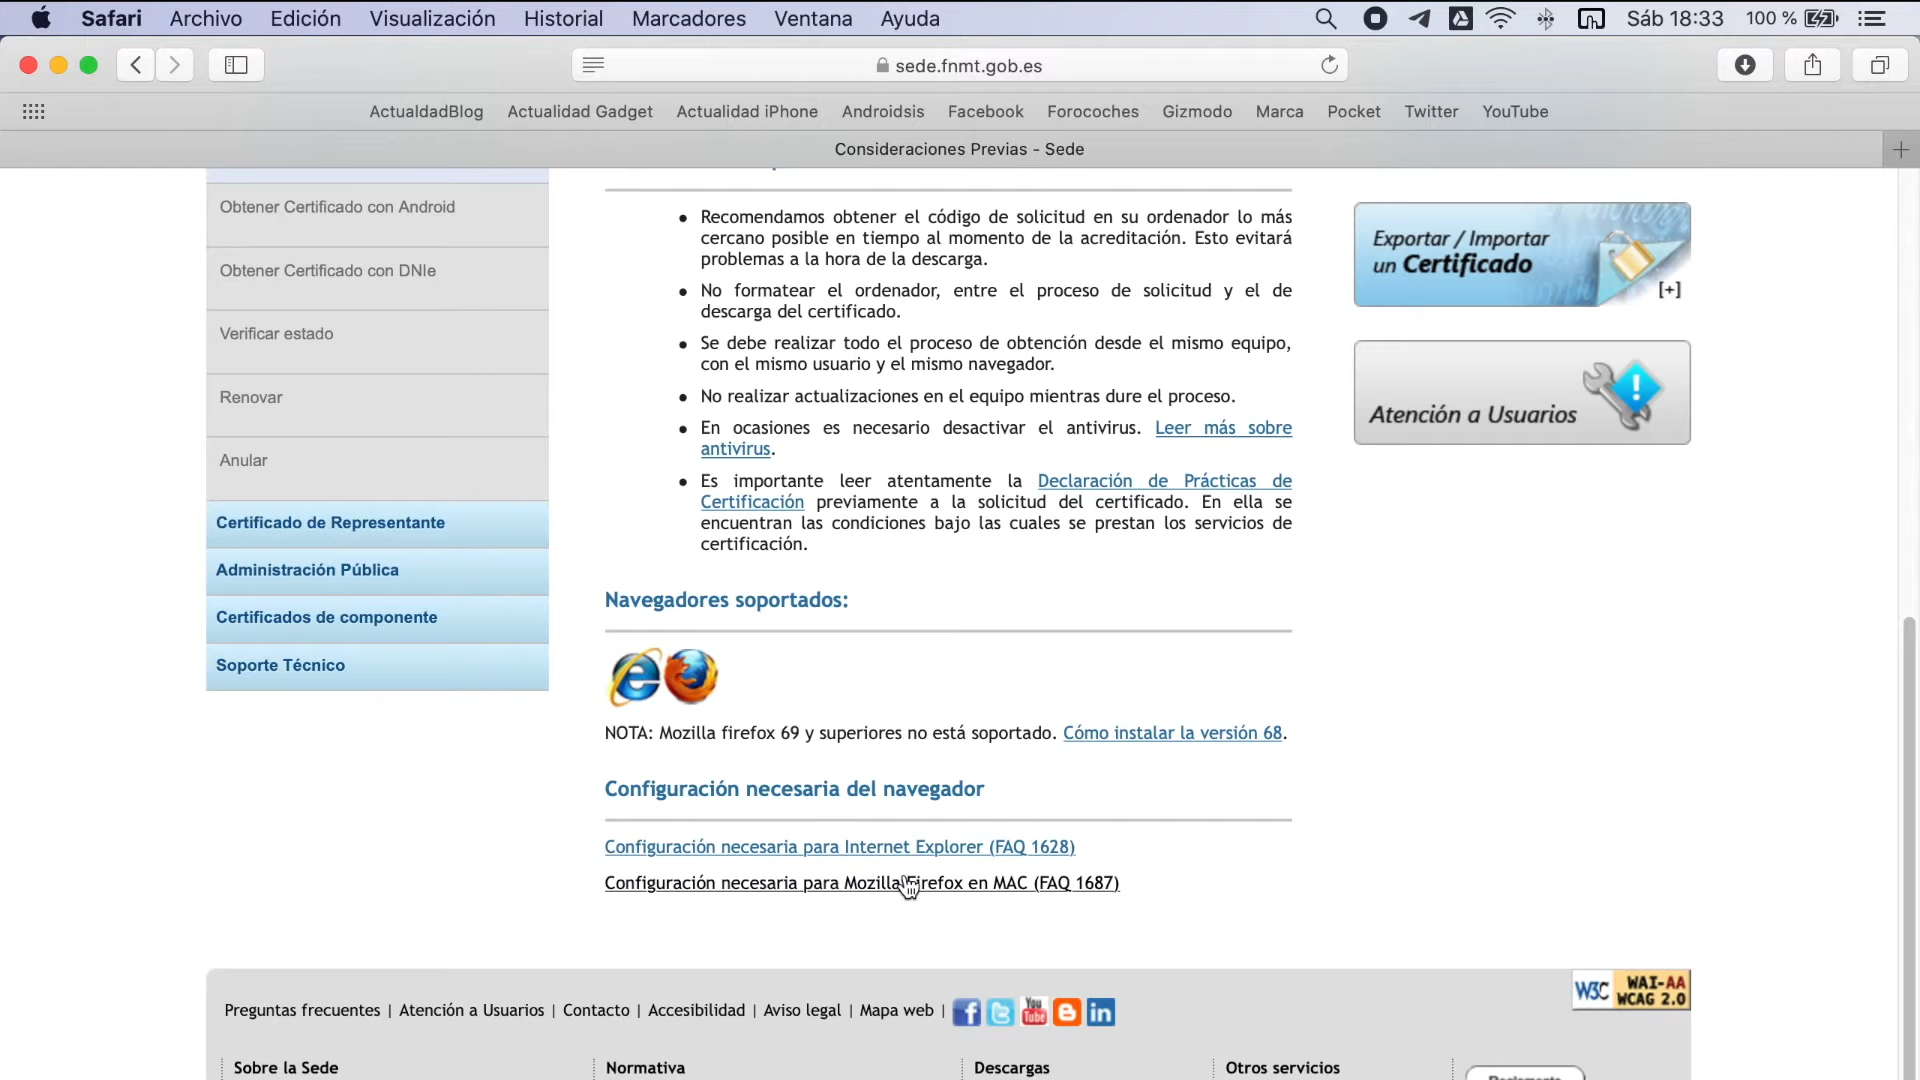 Safari Archivo Edición Visualización Historial Marcadores Ventana Ayuda Sáb 18:33 100 %
sede.fnmt.gob.es
ActualdadBlog Actualidad Gadget Actualidad iPhone Androidsis Facebook Forocoches Gizmodo Marca Pocket Twitter YouTube
Consideraciones Previas - Sede
Obtener Certificado con Android
Obtener Certificado con DNIe
Verificar estado
Renovar
Anular
Certificado de Representante
Administración Pública
Certificados de componente
Soporte Técnico
• Recomendamos obtener el código de solicitud en su ordenador lo más
cercano posible en tiempo al momento de la acreditación. Esto evitará
problemas a la hora de la descarga.
• No formatear el ordenador, entre el proceso de solicitud y el de
descarga del certificado.
• Se debe realizar todo el proceso de obtención desde el mismo equipo,
con el mismo usuario y el mismo navegador.
• No realizar actualizaciones en el equipo mientras dure el proceso.
• En ocasiones es necesario desactivar el antivirus. Leer más sobre
antivirus.
• Es importante leer atentamente la Declaración de Prácticas de
Certificación previamente a la solicitud del certificado. En ella se
encuentran las condiciones bajo las cuales se prestan los servicios de
certificación.
Navegadores soportados:
NOTA: Mozilla firefox 69 y superiores no está soportado. Cómo instalar la versión 68.
Configuración necesaria del navegador
Configuración necesaria para Internet Explorer (FAQ 1628)
Configuración necesaria para Mozilla Firefox en MAC (FAQ 1687)
Exportar / Importar
un Certificado
[+]
Atención a Usuarios
W3C WAI-AA
WCAG 2.0
Preguntas frecuentes | Atención a Usuarios | Contacto | Accesibilidad | Aviso legal | Mapa web |
You
Tube
Sobre la Sede Normativa Descargas Otros servicios